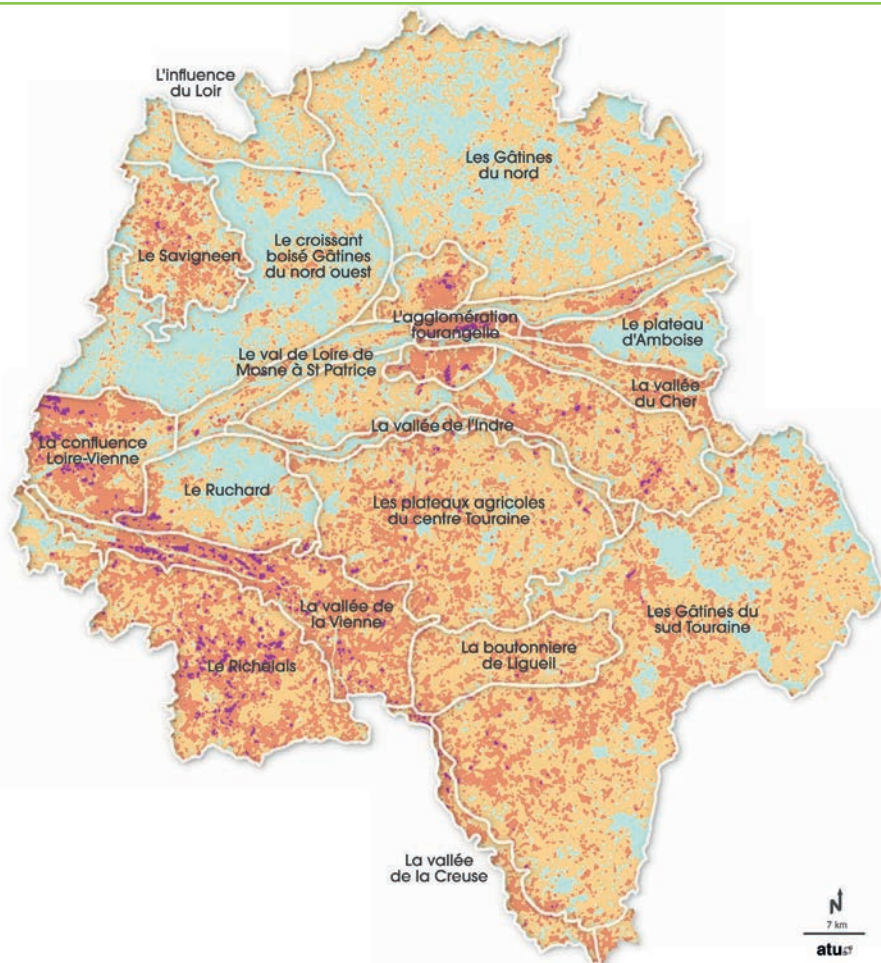 L'influence
du Loir
Les Gâtines
du nord
Le Savigneen
Le croissant
boisé Gâtines
du nord ouest
L'agglomération
tourangelle
Le plateau
d'Amboise
Le val de Loire de
Mosne à St Patrice
La vallée
du Cher
La vallée de l'Indre
La confluence
Loire-Vienne
Le Ruchard
Les plateaux agricoles
du centre Touraine
La vallée de
la Vienne
Les Gâtines du
sud Touraine
La boutonniere
de Ligueil
Le Richelais
La vallée
de la Creuse
N
7 km
atu